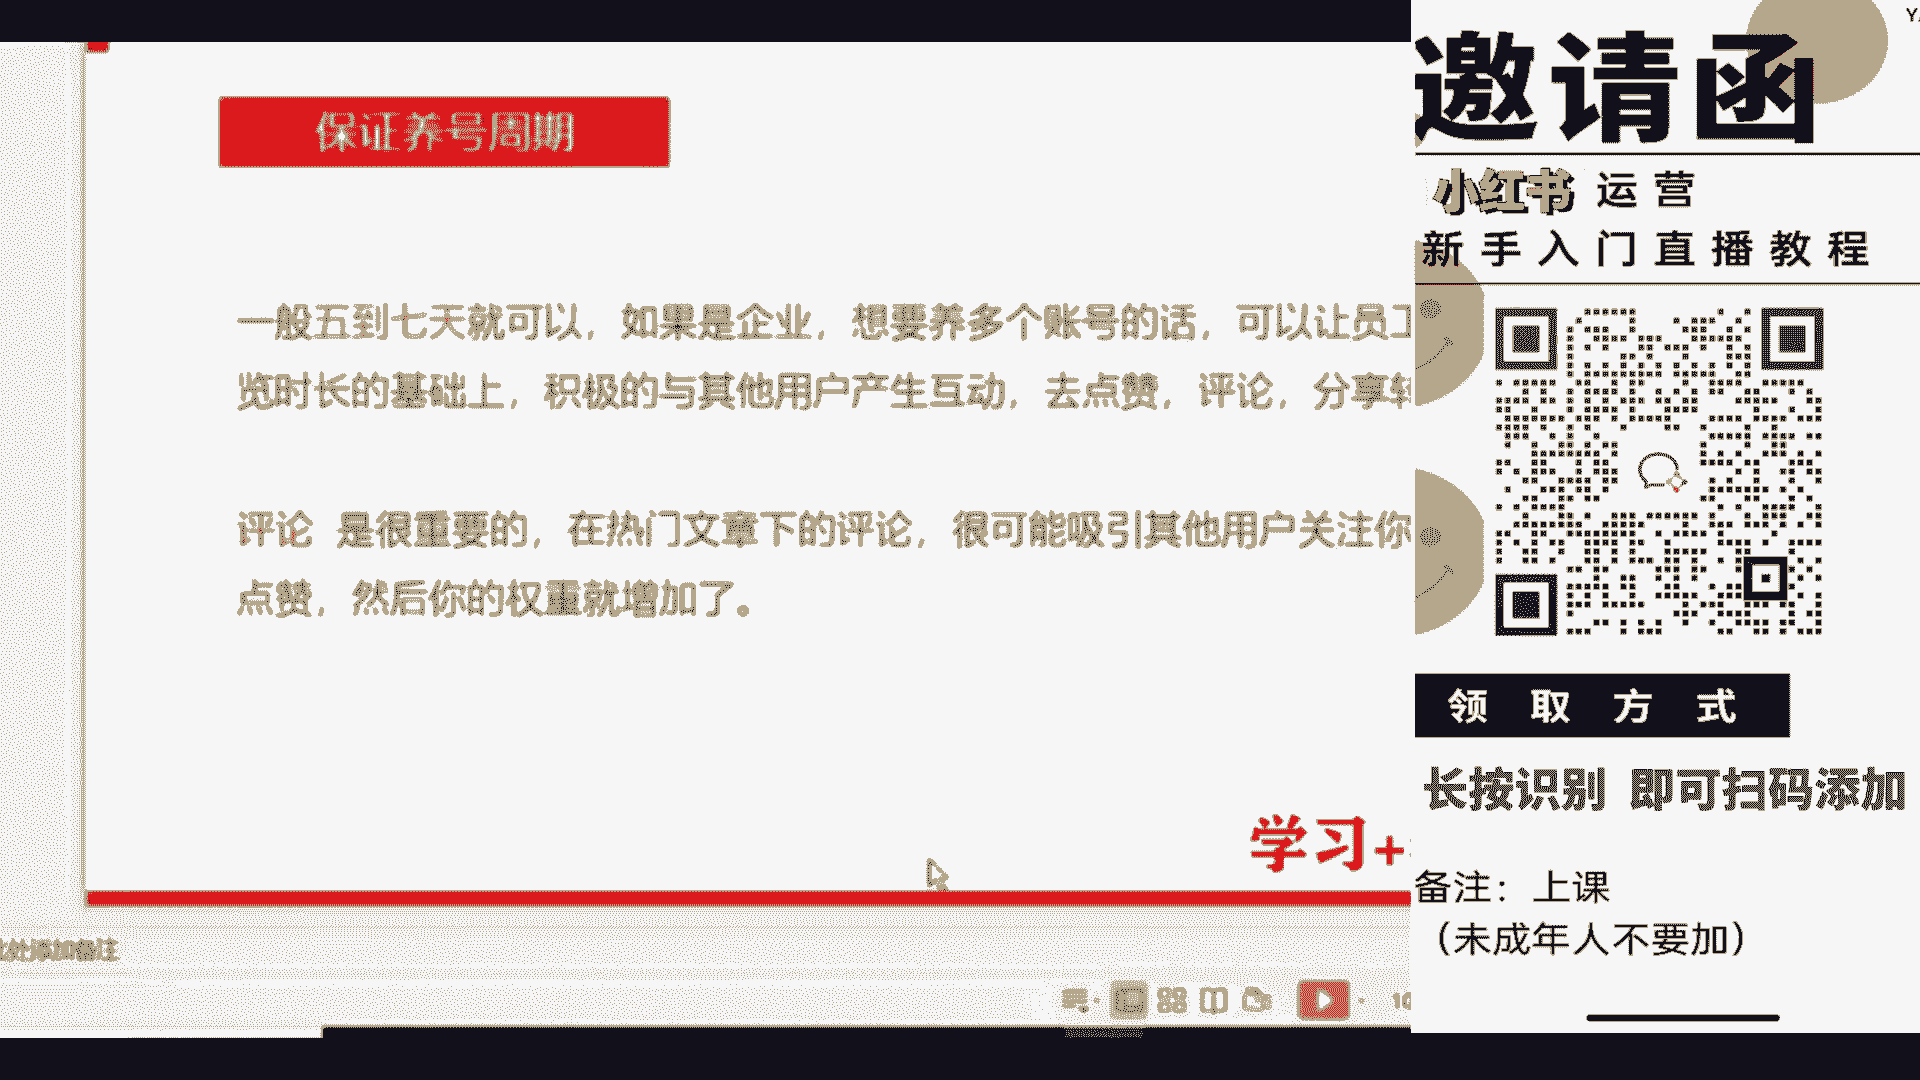 保证养号周期
一般五到七天就可以，如果是企业，想要养多个账号的话，可以让员工
览时长的基础上，积极的与其他用户产生互动，去点赞，评论，分享转
评论 是很重要的，在热门文章下的评论，很可能吸引其他用户关注你
点赞，然后你的权重就增加了。
学习+
此处添加备注
邀请函
小红书 运营
新手入门直播教程
领取方式
长按识别 即可扫码添加
备注：上课
（未成年人不要加）